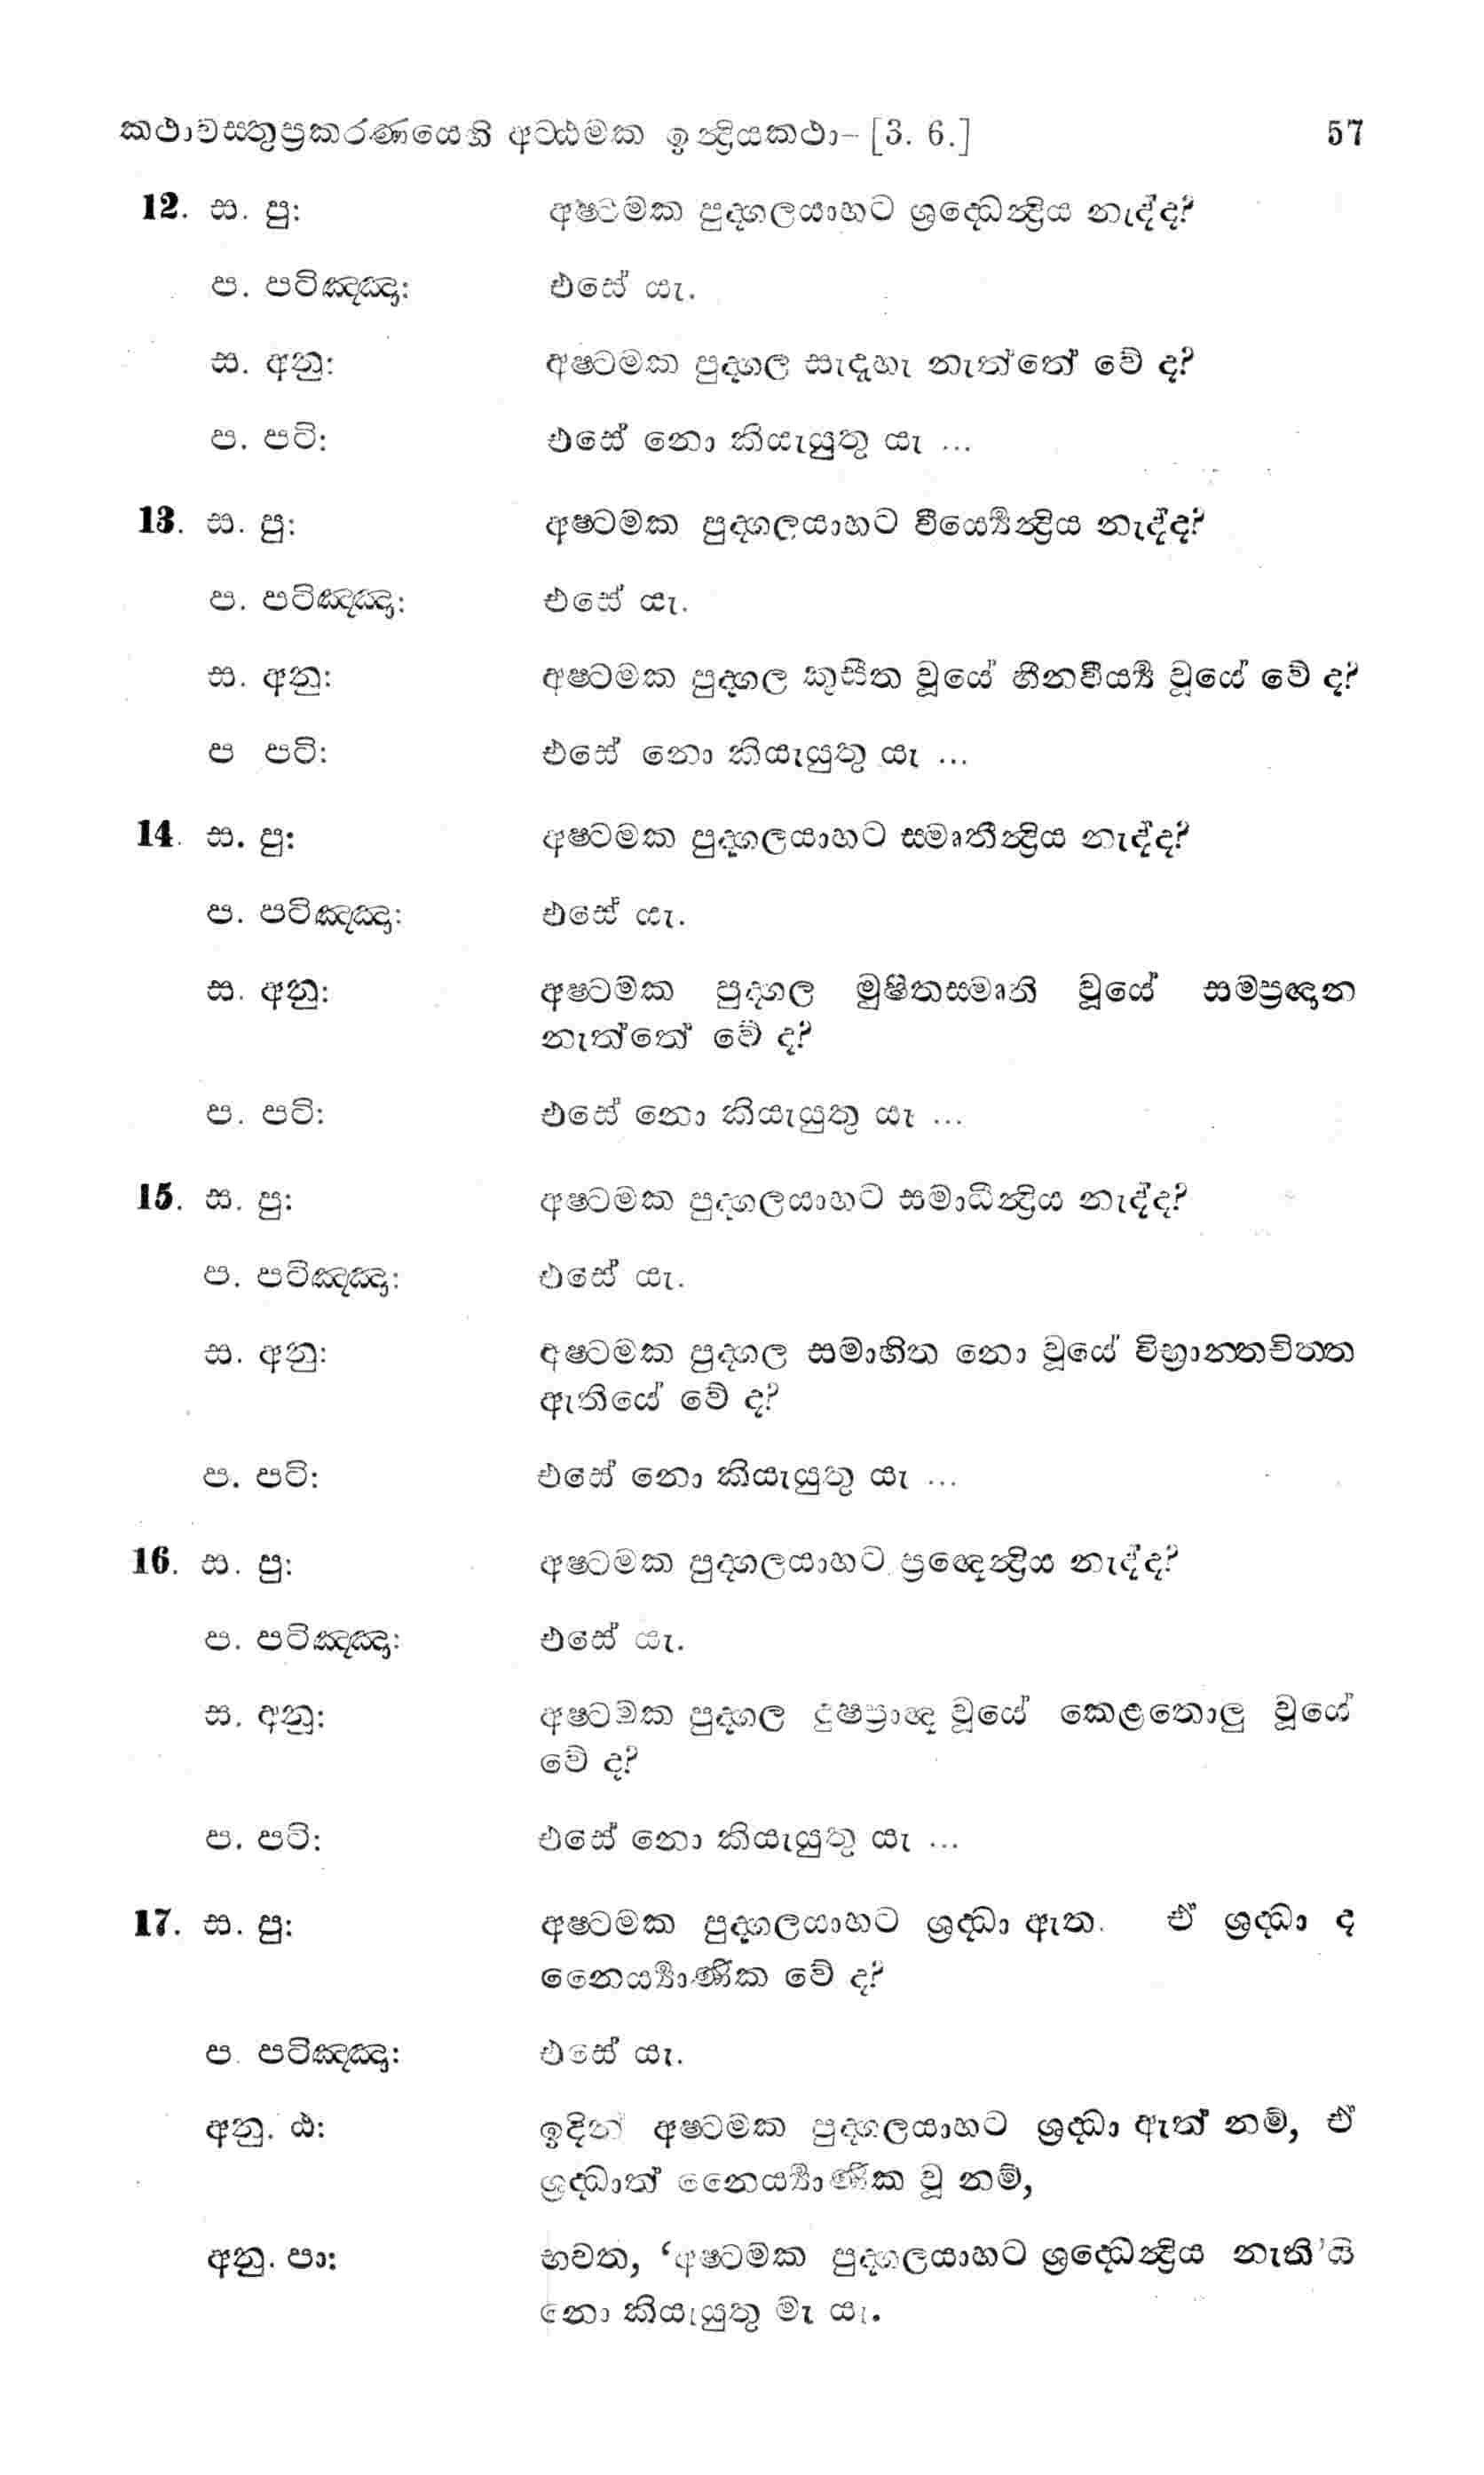 කථාවස්තුප්‍රකරණයෙහි අට්ඨමක ඉන්ද්‍රියකථා- [3. 6.] 57
12. ස. පු: අෂ්ටමක පුද්ගලයාහට ශ්‍රද්ධෙන්ද්‍රිය නැද්ද?
ප. පටිඤ්ඤා: එසේ යැ.
ස. අනු: අෂ්ටමක පුද්ගල සැදැහැ නැත්තේ වේ ද?
ප. පටි: එසේ නො කියැයුතු යැ ...
13. ස. පු: අෂ්ටමක පුද්ගලයාහට වීර්‍ය්‍යෙන්ද්‍රිය නැද්ද?
ප. පටිඤ්ඤා: එසේ යැ.
ස. අනු: අෂ්ටමක පුද්ගල කුසීත වූයේ හීනවීර්‍ය්‍ය වූයේ වේ ද?
ප පටි: එසේ නො කියැයුතු යැ ...
14. ස. පු: අෂ්ටමක පුද්ගලයාහට ස්මෘතීන්ද්‍රිය නැද්ද?
ප. පටිඤ්ඤා: එසේ යැ.
ස. අනු: අෂ්ටමක පුද්ගල මුෂිතස්මෘති වූයේ සම්ප්‍රඥාන
නැත්තේ වේ ද?
ප. පටි: එසේ නො කියැයුතු යැ ...
15. ස. පු: අෂ්ටමක පුද්ගලයාහට සමාධීන්ද්‍රිය නැද්ද?
ප. පටිඤ්ඤා: එසේ යැ.
ස. අනු: අෂ්ටමක පුද්ගල සමාහිත නො වූයේ විභ්‍රාන්තචිත්ත
ඇතියේ වේ ද?
ප. පටි: එසේ නො කියැයුතු යැ ...
16. ස. පු: අෂ්ටමක පුද්ගලයාහට ප්‍රඥෙන්ද්‍රිය නැද්ද?
ප. පටිඤ්ඤා: එසේ යැ.
ස. අනු: අෂ්ටමක පුද්ගල දුෂ්ප්‍රාඥ වූයේ කෙළතොලු වූයේ
වේ ද?
ප. පටි: එසේ නො කියැයුතු යැ ...
17. ස. පු: අෂ්ටමක පුද්ගලයාහට ශ්‍රද්ධා ඇත. ඒ ශ්‍රද්ධා ද
නෛර්‍ය්‍යාණික වේ ද?
ප. පටිඤ්ඤා: එසේ යැ.
අනු. ඨ: ඉදින් අෂ්ටමක පුද්ගලයාහට ශ්‍රද්ධා ඇත් නම්, ඒ
ශ්‍රද්ධාත් නෛර්‍ය්‍යාණික වූ නම්,
අනු. පා: භවත, ‘අෂ්ටමක පුද්ගලයාහට ශ්‍රද්ධෙන්ද්‍රිය නැති’යි
නො කියැයුතු මැ යැ.